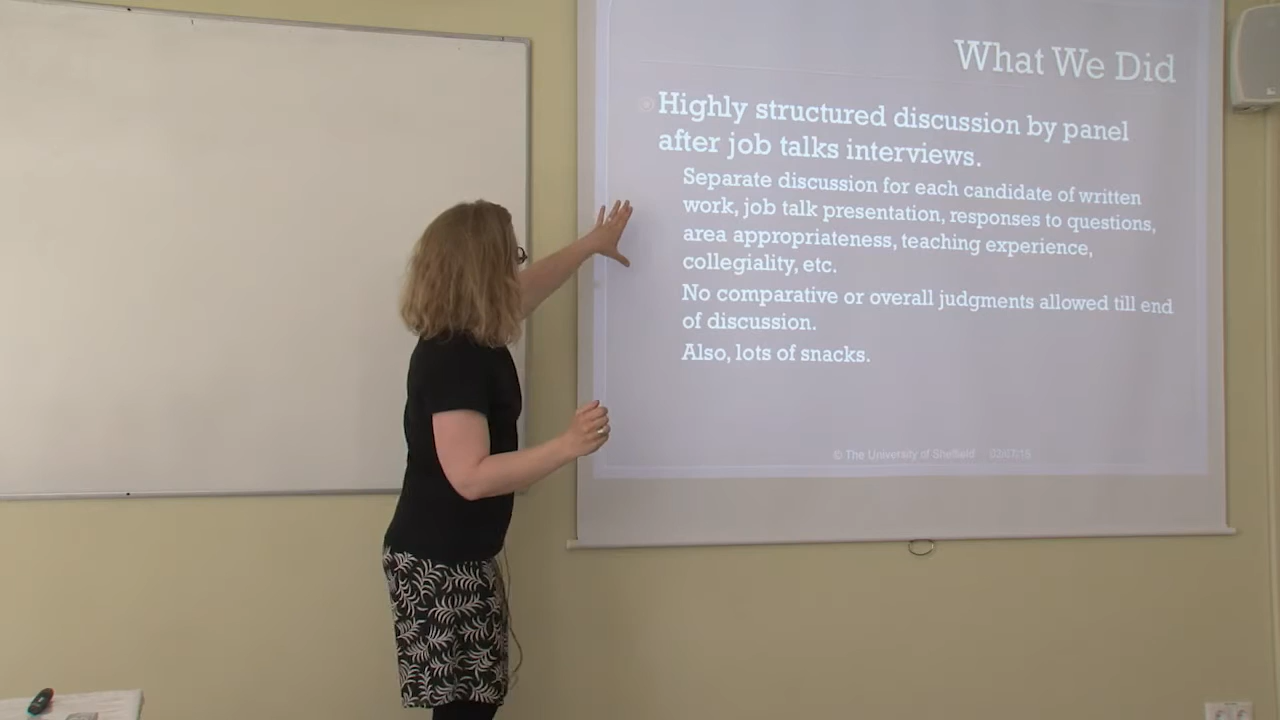 What We Did
Highly structured discussion by panel
after job talks interviews.
Separate discussion for each candidate of written
work, job talk presentation, responses to questions,
area appropriateness, teaching experience,
collegiality, etc.
No comparative or overall judgments allowed till end
of discussion.
Also, lots of snacks.
© The University of Sheffield